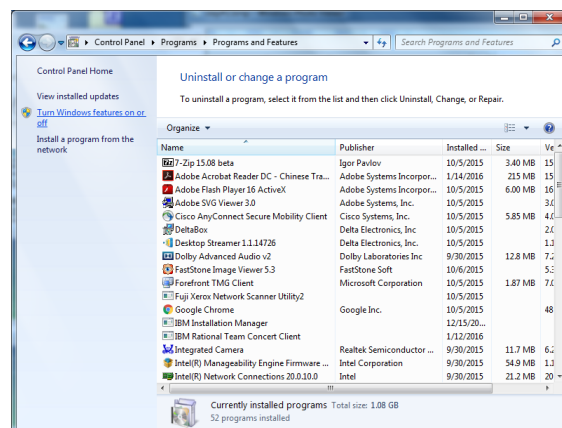 Control Panel ▸ Programs ▸ Programs and Features
Search Programs and Features
Control Panel Home
View installed updates
Turn Windows features on or
off
Install a program from the
network
Uninstall or change a program
To uninstall a program, select it from the list and then click Uninstall, Change, or Repair.
Organize
Name Publisher Installed ... Size Ve
7-Zip 15.08 beta Igor Pavlov 10/5/2015 3.40 MB 15
Adobe Acrobat Reader DC - Chinese Tra... Adobe Systems Incorpor... 1/14/2016 215 MB 15
Adobe Flash Player 16 ActiveX Adobe Systems Incorpor... 10/5/2015 6.00 MB 16
Adobe SVG Viewer 3.0 Adobe Systems, Inc. 10/5/2015 3.0
Cisco AnyConnect Secure Mobility Client Cisco Systems, Inc. 10/5/2015 5.85 MB 4.0
DeltaBox Delta Electronics, Inc 10/5/2015 2.0
Desktop Streamer 1.1.14726 Delta Electronics, Inc. 10/5/2015 1.1
Dolby Advanced Audio v2 Dolby Laboratories Inc 9/30/2015 12.8 MB 7.2
FastStone Image Viewer 5.3 FastStone Soft 10/6/2015 5.3
Forefront TMG Client Microsoft Corporation 10/5/2015 1.87 MB 7.0
Fuji Xerox Network Scanner Utility2 10/5/2015
Google Chrome Google Inc. 10/5/2015 48
IBM Installation Manager 12/15/20...
IBM Rational Team Concert Client 1/12/2016
Integrated Camera Realtek Semiconductor ... 9/30/2015 11.7 MB 6.2
Intel(R) Manageability Engine Firmware ... Intel Corporation 9/30/2015 54.9 MB 1.1
Intel(R) Network Connections 20.0.10.0 Intel 9/30/2015 21.2 MB 20
Currently installed programs Total size: 1.08 GB
52 programs installed